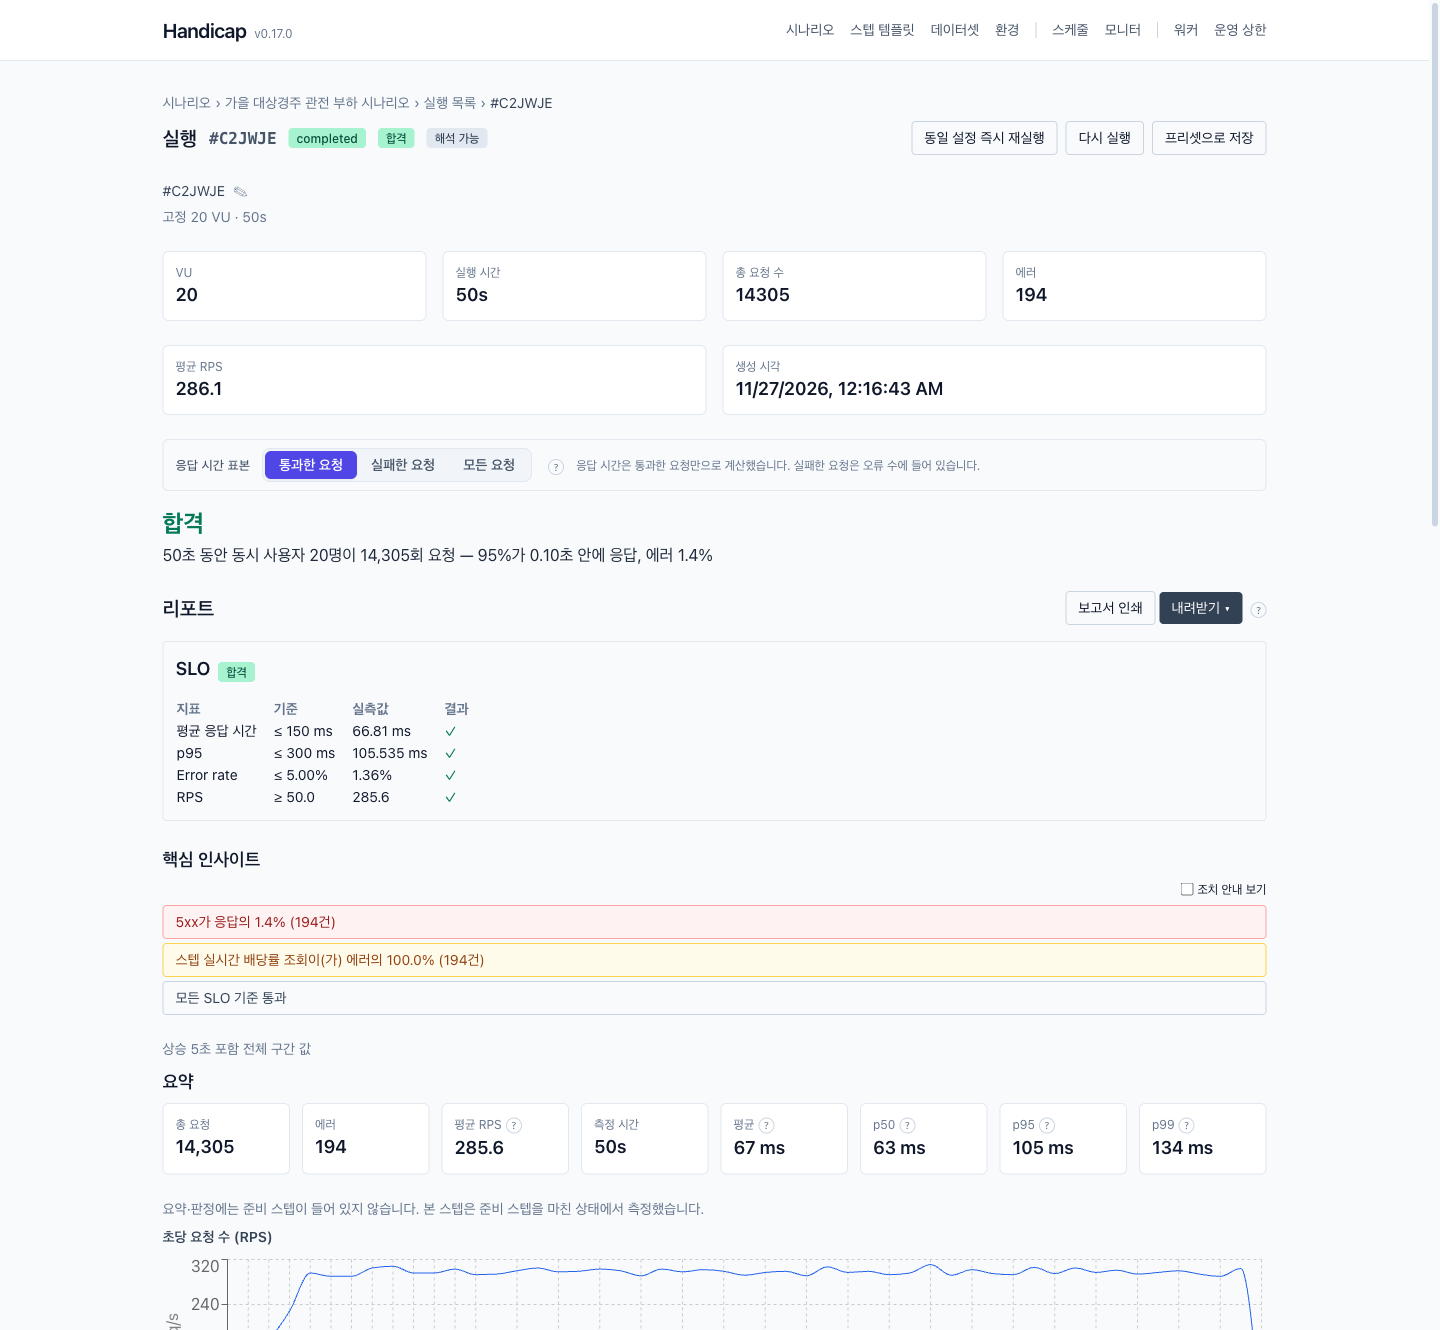 Handicap v0.17.0
시나리오 스텝 템플릿 데이터셋 환경 스케줄 모니터 워커 운영 상한
시나리오 › 가을 대상경주 관전 부하 시나리오 › 실행 목록 › #C2JWJE
실행 #C2JWJE completed 합격 해석 가능
동일 설정 즉시 재실행 다시 실행 프리셋으로 저장
#C2JWJE ✎
고정 20 VU · 50s
VU
20
실행 시간
50s
총 요청 수
14305
에러
194
평균 RPS
286.1
생성 시각
11/27/2026, 12:16:43 AM
응답 시간 표본 통과한 요청 실패한 요청 모든 요청 ? 응답 시간은 통과한 요청만으로 계산했습니다. 실패한 요청은 오류 수에 들어 있습니다.
합격
50초 동안 동시 사용자 20명이 14,305회 요청 — 95%가 0.10초 안에 응답, 에러 1.4%
리포트
보고서 인쇄 내려받기 ▾ ?
SLO 합격
지표 기준 실측값 결과
평균 응답 시간 ≤ 150 ms 66.81 ms ✓
p95 ≤ 300 ms 105.535 ms ✓
Error rate ≤ 5.00% 1.36% ✓
RPS ≥ 50.0 285.6 ✓
핵심 인사이트
조치 안내 보기
5xx가 응답의 1.4% (194건)
스텝 실시간 배당률 조회이(가) 에러의 100.0% (194건)
모든 SLO 기준 통과
상승 5초 포함 전체 구간 값
요약
총 요청
14,305
에러
194
평균 RPS ?
285.6
측정 시간
50s
평균 ?
67 ms
p50 ?
63 ms
p95 ?
105 ms
p99 ?
134 ms
요약·판정에는 준비 스텝이 들어 있지 않습니다. 본 스텝은 준비 스텝을 마친 상태에서 측정했습니다.
초당 요청 수 (RPS)
320
240